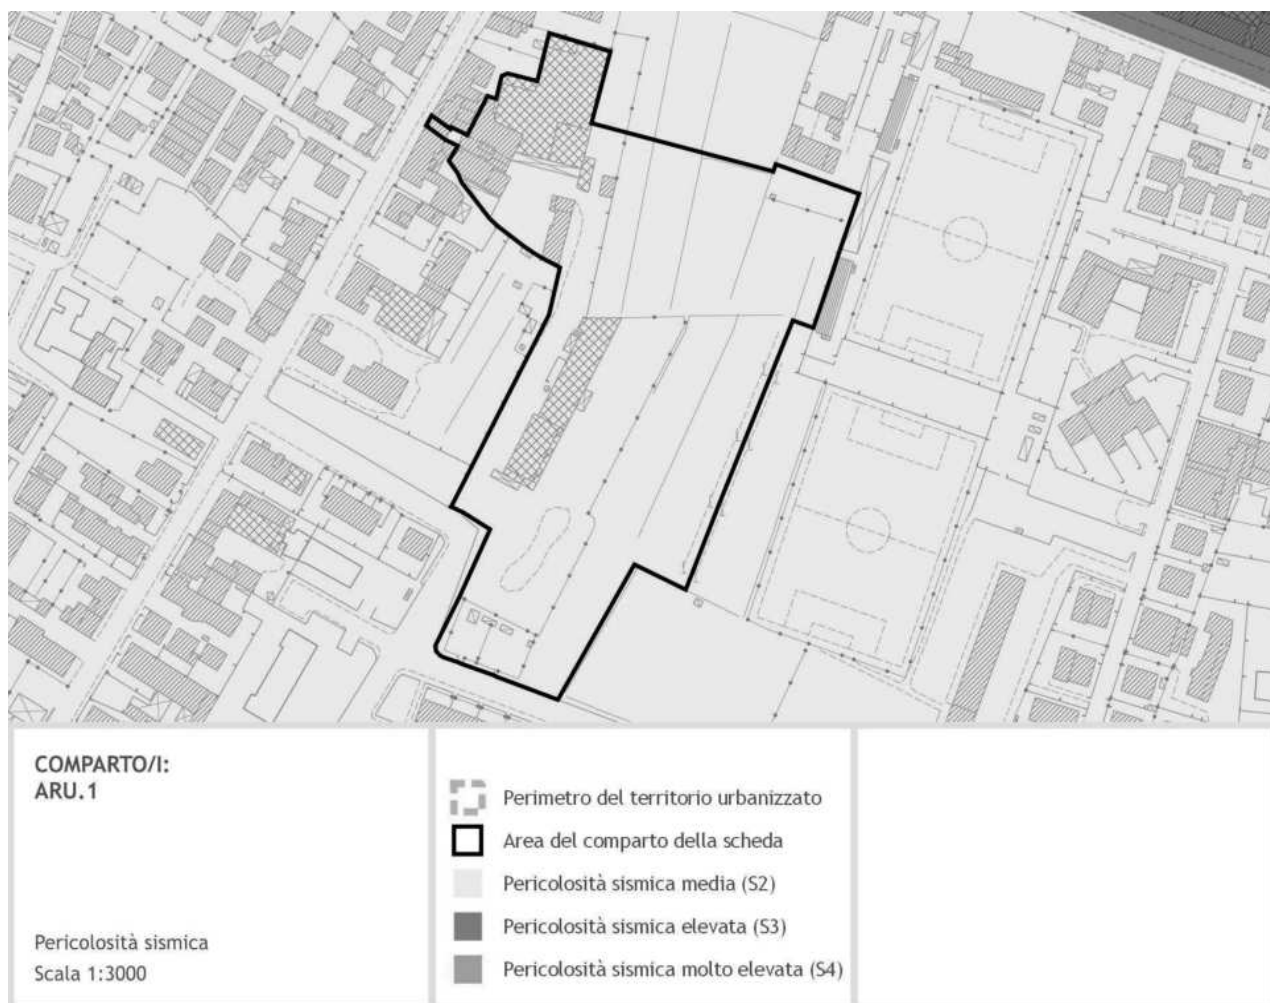 COMPARTO/I:
ARU.1
Pericolosità sismica
Scala 1:3000
Perimetro del territorio urbanizzato
Area del comparto della scheda
Pericolosità sismica media (S2)
Pericolosità sismica elevata (S3)
Pericolosità sismica molto elevata (S4)